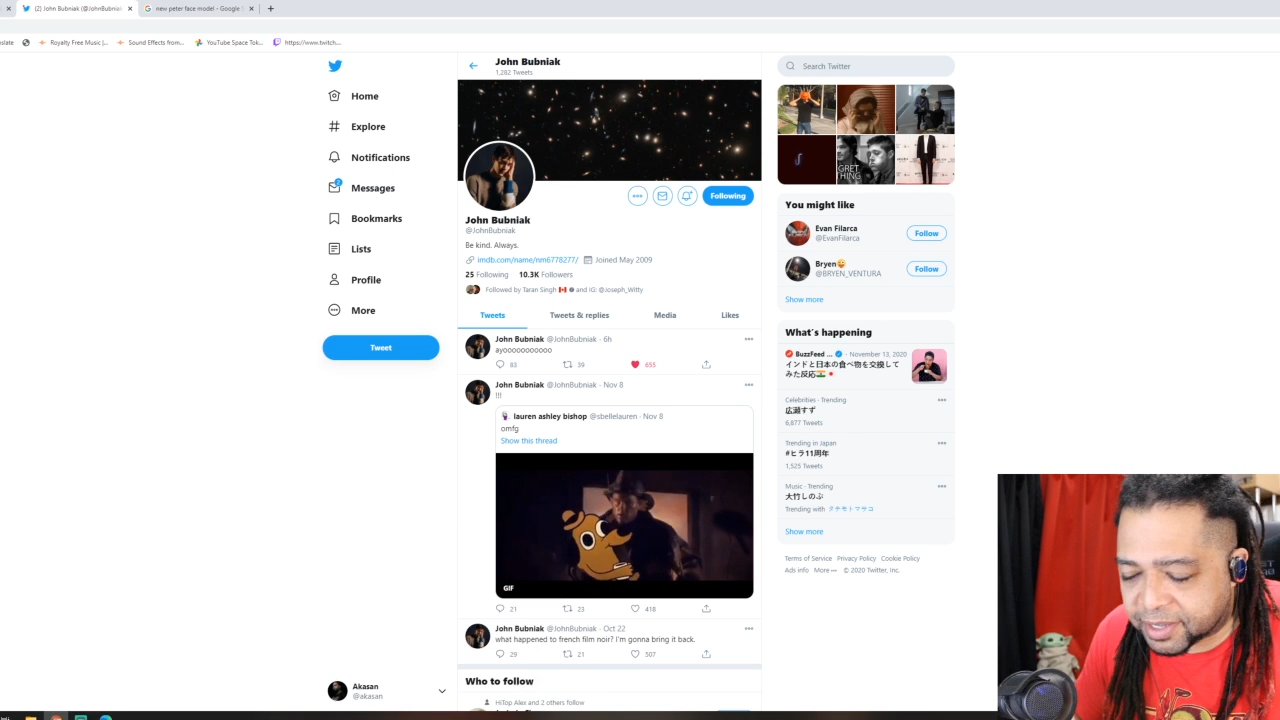 (2) John Bubniak (@JohnBubniak
new peter face model - Google
Royalty Free Music |...
Sound Effects from...
YouTube Space Tok...
https://www.twitch....
John Bubniak
1,282 Tweets
Search Twitter
Home
Explore
Notifications
2
Messages
Bookmarks
Lists
Profile
More
Tweet
Following
John Bubniak
@JohnBubniak
Be kind. Always.
imdb.com/name/nm6778277/ Joined May 2009
25 Following 10.3K Followers
Followed by Taran Singh 🇨🇦 and IG: @Joseph_Witty
Tweets
Tweets & replies
Media
Likes
John Bubniak @JohnBubniak · 6h
ayooooooooooo
83 39 655
John Bubniak @JohnBubniak · Nov 8
!!!
lauren ashley bishop @sbellelauren · Nov 8
omfg
Show this thread
GIF
21 23 418
John Bubniak @JohnBubniak · Oct 22
what happened to french film noir? I'm gonna bring it back.
29 21 507
Who to follow
HiTop Alex and 2 others follow
GRET
THING
You might like
Evan Filarca
@EvanFilarca
Follow
Bryen😜
@BRYEN_VENTURA
Follow
Show more
What's happening
BuzzFeed ... · November 13, 2020
インドと日本の食べ物を交換して
みた反応🇮🇳🇯🇵
Celebrities · Trending
広瀬すず
6,877 Tweets
Trending in Japan
#ヒラ11周年
1,525 Tweets
Music · Trending
大竹しのぶ
Trending with ヌチモトマサコ
Show more
Terms of Service Privacy Policy Cookie Policy
Ads info More ··· © 2020 Twitter, Inc.
Akasan
@akasan